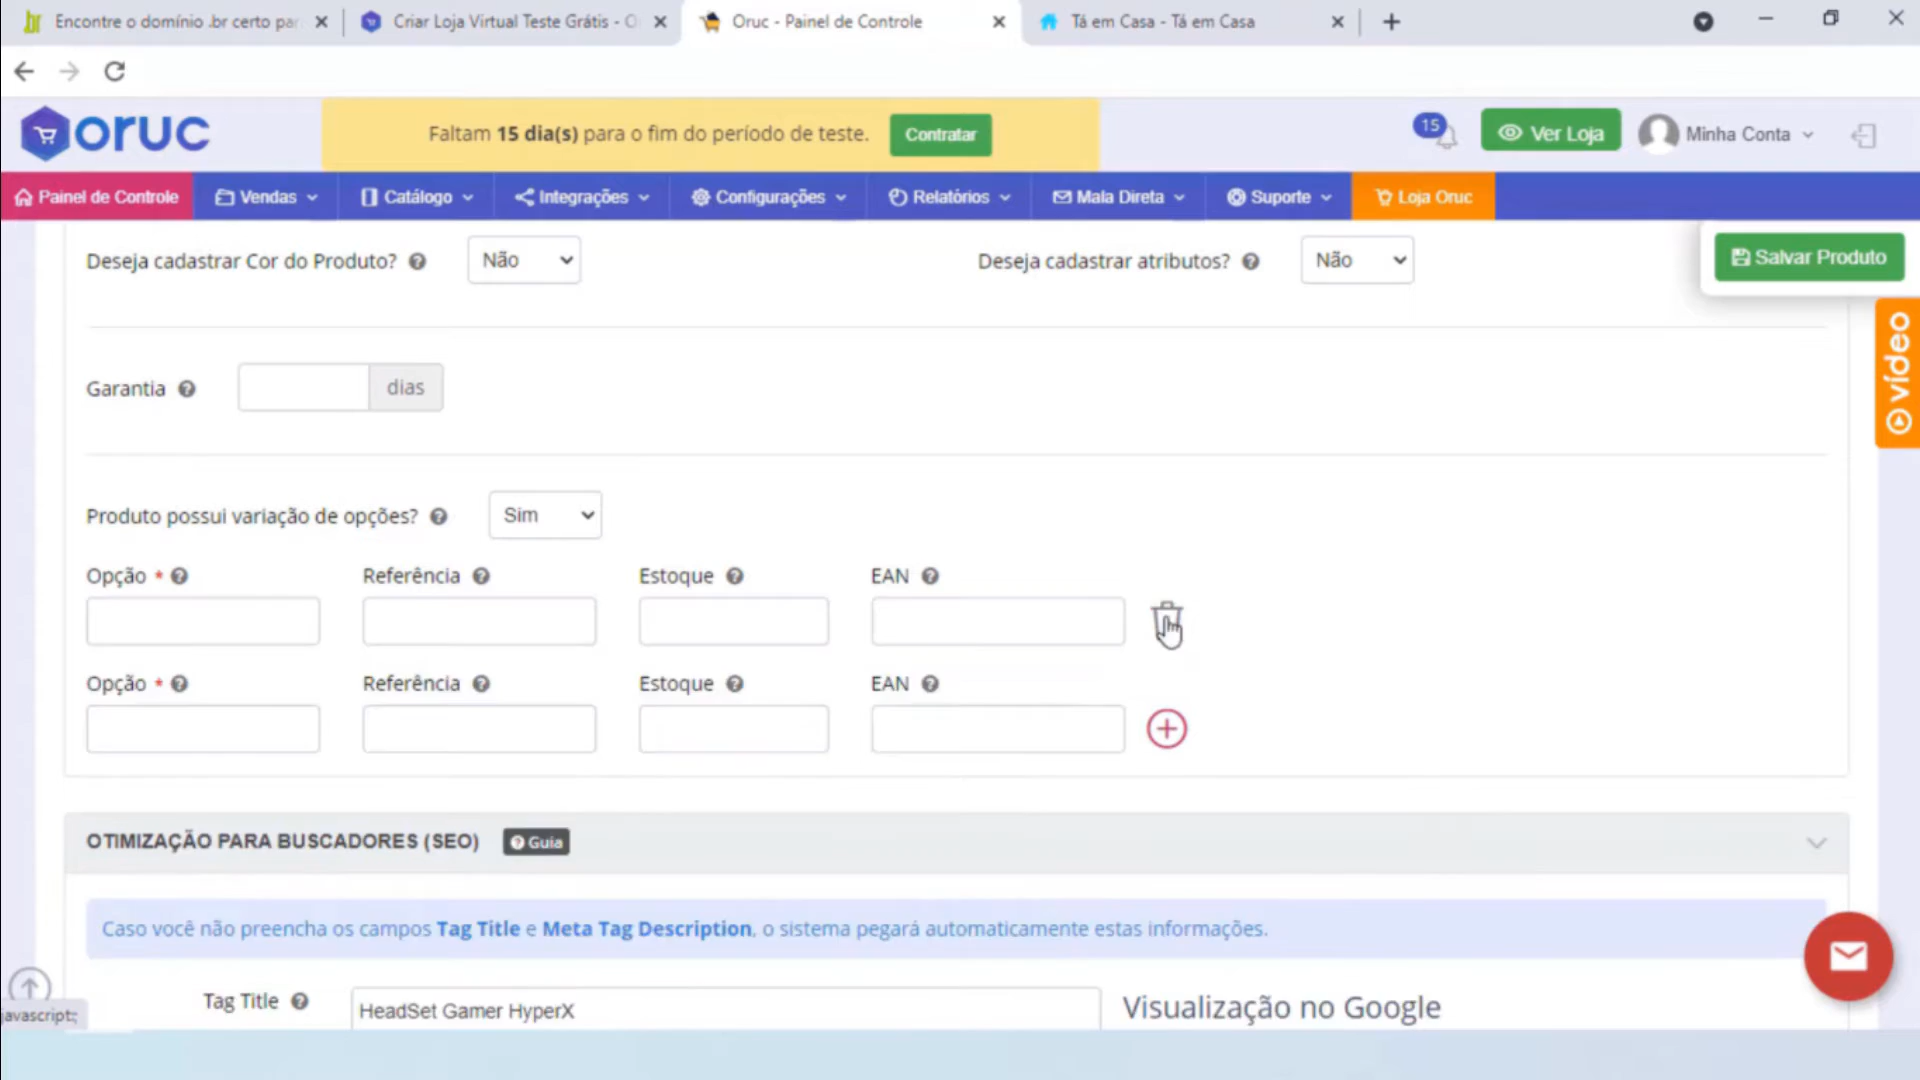 Encontre o domínio .br certo par
Criar Loja Virtual Teste Grátis - O
Oruc - Painel de Controle
Tá em Casa - Tá em Casa
oruc
Faltam 15 dia(s) para o fim do período de teste.
Contratar
15
Ver Loja
Minha Conta
Painel de Controle
Vendas
Catálogo
Integrações
Configurações
Relatórios
Mala Direta
Suporte
Loja Oruc
Deseja cadastrar Cor do Produto?
Não
Deseja cadastrar atributos?
Não
Salvar Produto
vídeo
Garantia
dias
Produto possui variação de opções?
Sim
Opção *
Referência
Estoque
EAN
Opção *
Referência
Estoque
EAN
OTIMIZAÇÃO PARA BUSCADORES (SEO)
Guia
Caso você não preencha os campos Tag Title e Meta Tag Description, o sistema pegará automaticamente estas informações.
Tag Title
HeadSet Gamer HyperX
Visualização no Google
javascript:;